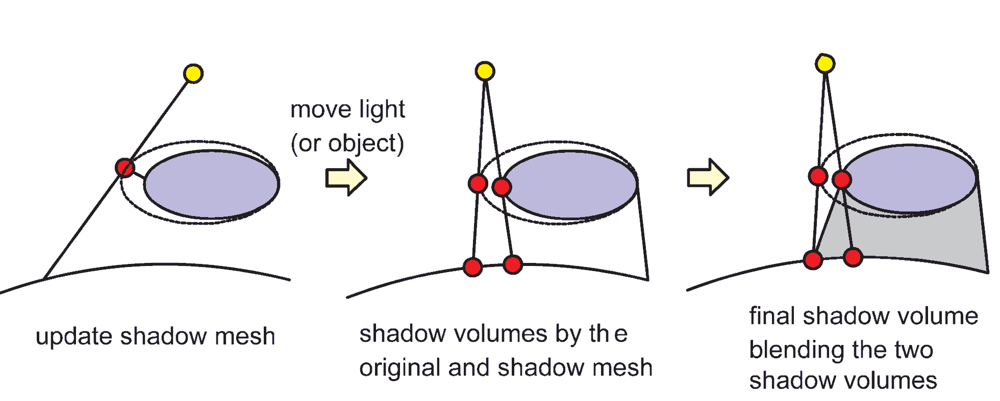 move light
(or object)
update shadow mesh
shadow volumes by the
original and shadow mesh
final shadow volume
blending the two
shadow volumes